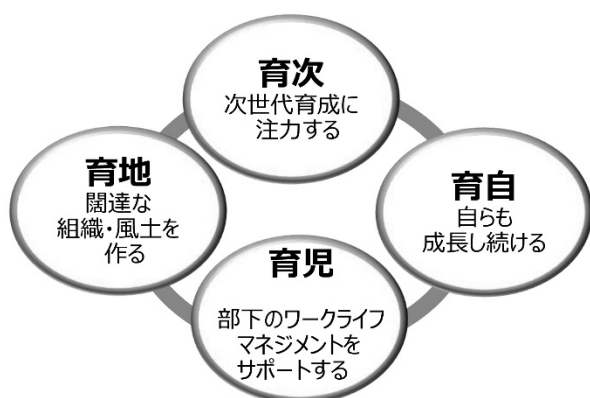 育次
次世代育成に
注力する
育地
闊達な
組織・風土を
作る
育自
自らも
成長し続ける
育児
部下のワークライフ
マネジメントを
サポートする